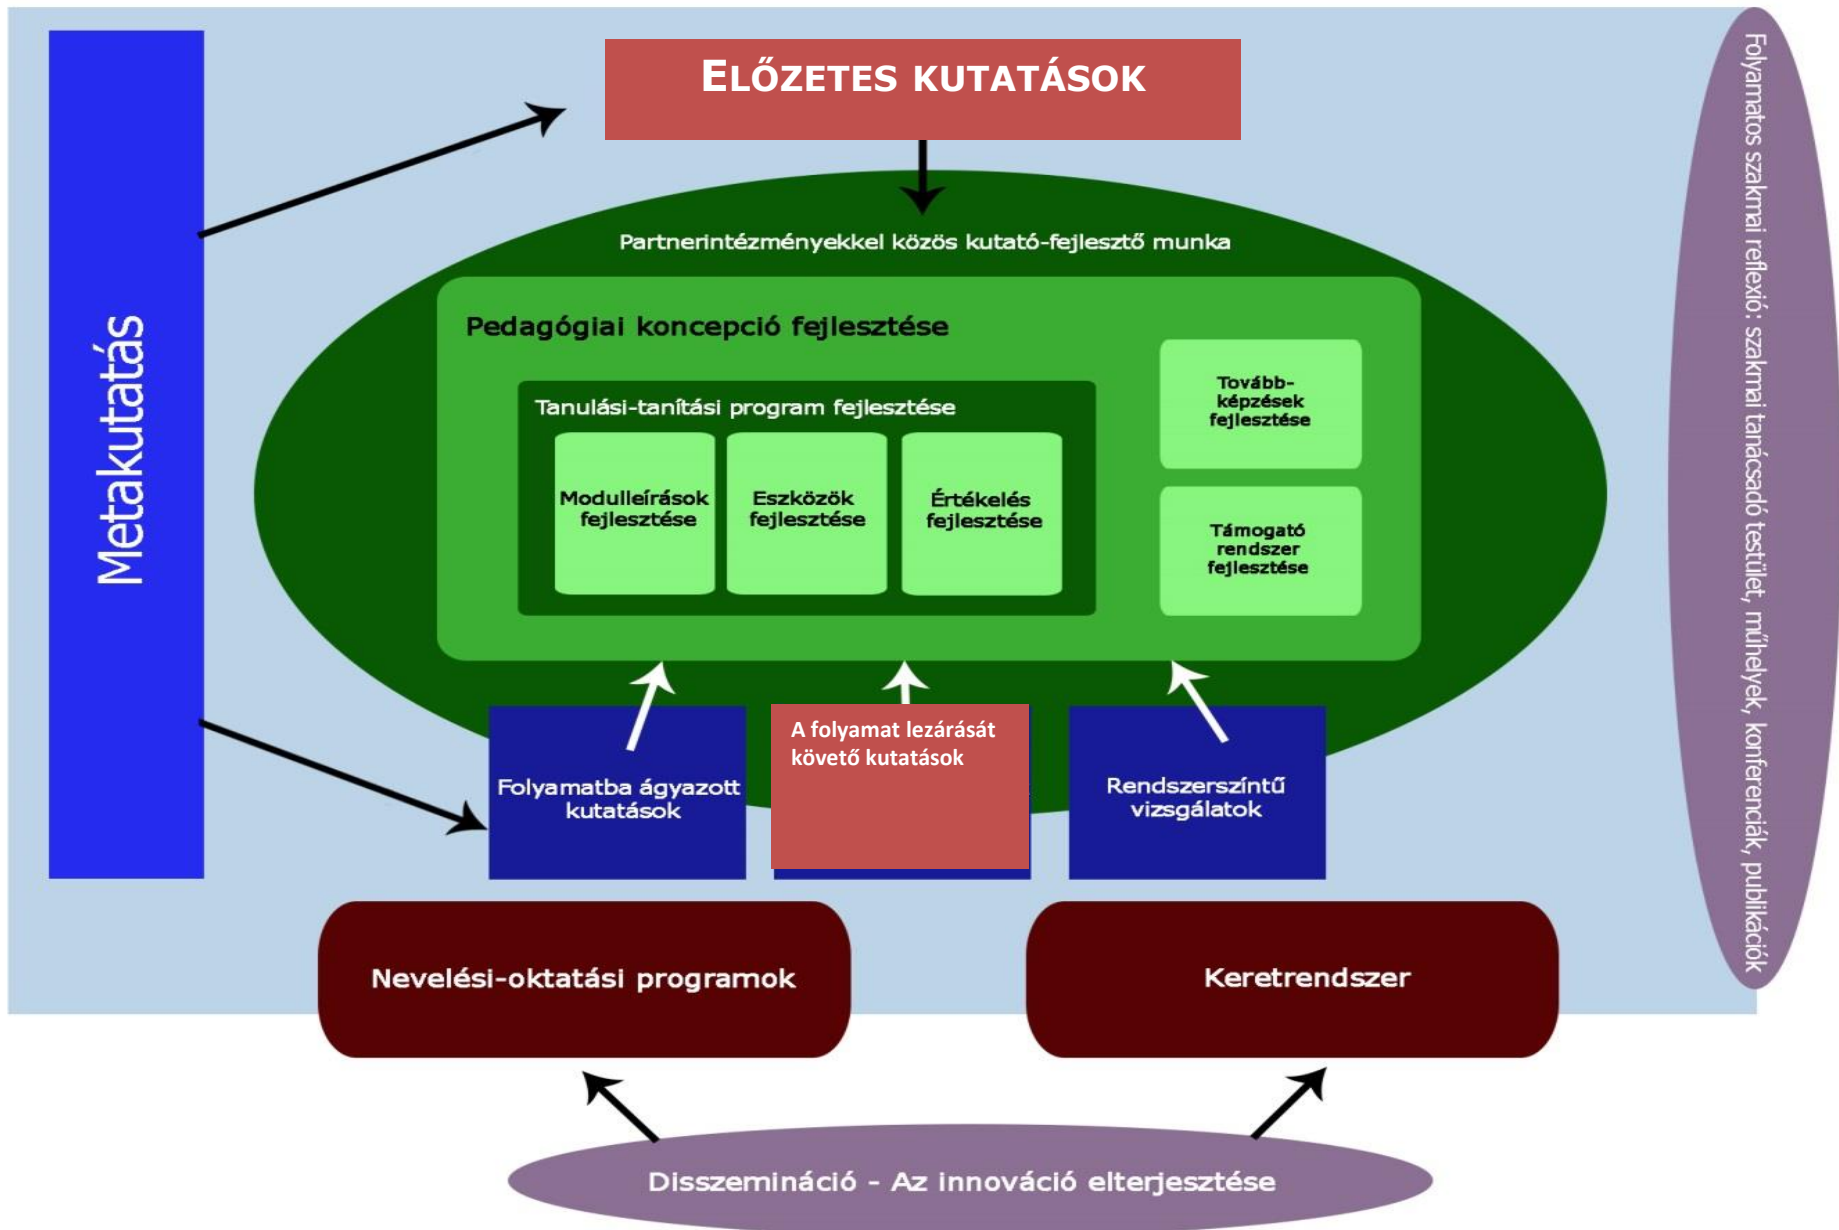 ELŐZETES KUTATÁSOK
Metakutatás
Partnerintézményekkel közös kutató-fejlesztő munka
Pedagógiai koncepció fejlesztése
Tanulási-tanítási program fejlesztése
Modulleírások
fejlesztése
Eszközök
fejlesztése
Értékelés
fejlesztése
Tovább-
képzések
fejlesztése
Támogató
rendszer
fejlesztése
Folyamatba ágyazott
kutatások
A folyamat lezárását
követő kutatások
Rendszerszíntű
vizsgálatok
Nevelési-oktatási programok
Keretrendszer
Disszemináció - Az innováció elterjesztése
Folyamatos szakmai reflexió: szakmai tanácsadó testület, műhelyek, konferenciák, publikációk